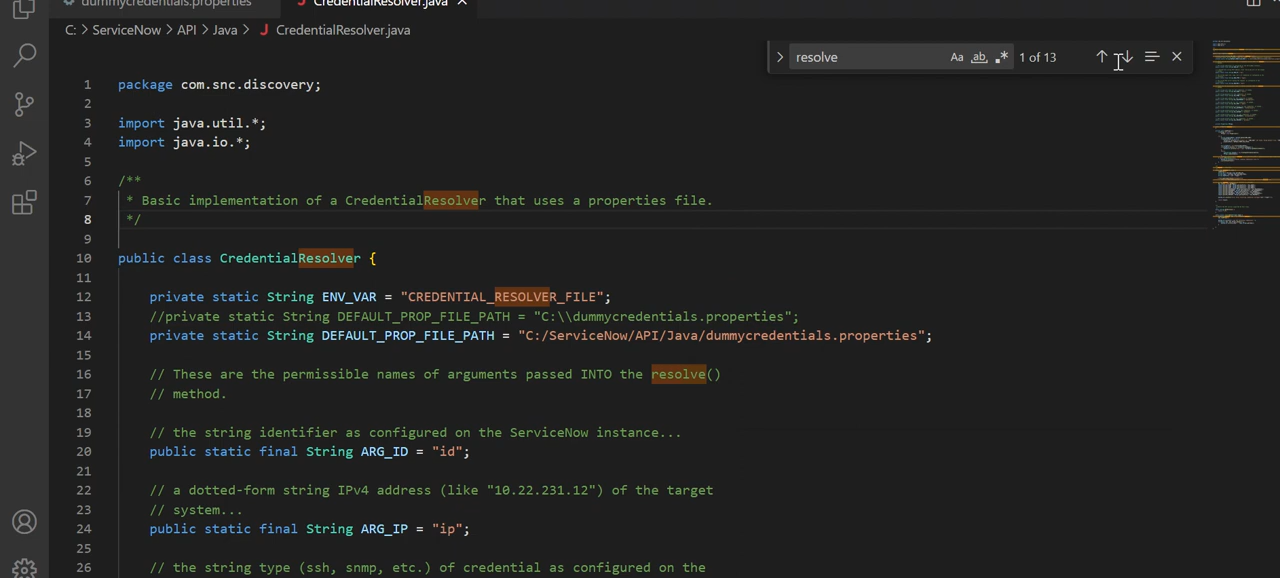 dummycredentials.properties
CredentialResolver.java
C: > ServiceNow > API > Java > J CredentialResolver.java
resolve Aa ab .* 1 of 13
1 package com.snc.discovery;
2
3 import java.util.*;
4 import java.io.*;
5
6 /**
7 * Basic implementation of a CredentialResolver that uses a properties file.
8 */
9
10 public class CredentialResolver {
11
12 private static String ENV_VAR = "CREDENTIAL_RESOLVER_FILE";
13 //private static String DEFAULT_PROP_FILE_PATH = "C:\\dummycredentials.properties";
14 private static String DEFAULT_PROP_FILE_PATH = "C:/ServiceNow/API/Java/dummycredentials.properties";
15
16 // These are the permissible names of arguments passed INTO the resolve()
17 // method.
18
19 // the string identifier as configured on the ServiceNow instance...
20 public static final String ARG_ID = "id";
21
22 // a dotted-form string IPv4 address (like "10.22.231.12") of the target
23 // system...
24 public static final String ARG_IP = "ip";
25
26 // the string type (ssh, snmp, etc.) of credential as configured on the